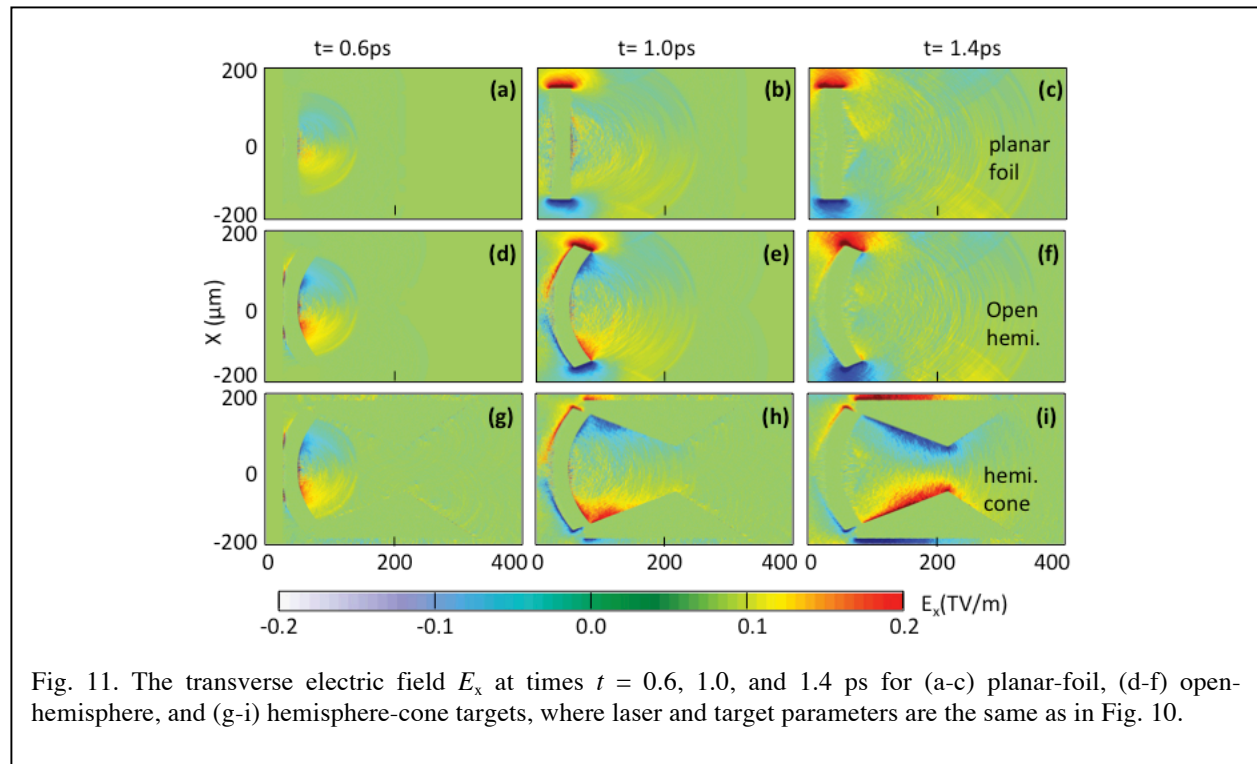 t= 0.6ps
t= 1.0ps
t= 1.4ps
200
(a)
(b)
(c)
0
planar
foil
-200
200
(d)
(e)
(f)
X (μm)
0
Open
hemi.
-200
200
(g)
(h)
(i)
0
hemi.
cone
-200
0
200
400
0
200
400
0
200
400
-0.2
-0.1
0.0
0.1
0.2
E_x(TV/m)
Fig. 11. The transverse electric field E_x at times t = 0.6, 1.0, and 1.4 ps for (a-c) planar-foil, (d-f) open-
hemisphere, and (g-i) hemisphere-cone targets, where laser and target parameters are the same as in Fig. 10.